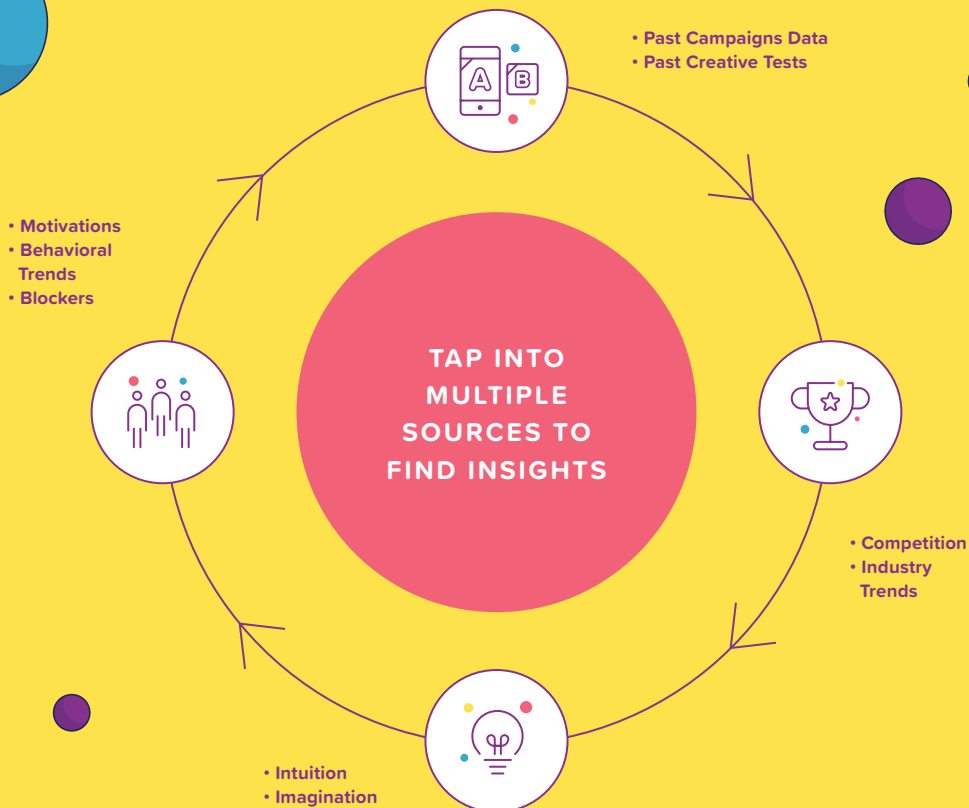 • Past Campaigns Data
• Past Creative Tests
A
B
• Motivations
• Behavioral
Trends
• Blockers
TAP INTO
MULTIPLE
SOURCES TO
FIND INSIGHTS
• Competition
• Industry
Trends
• Intuition
• Imagination